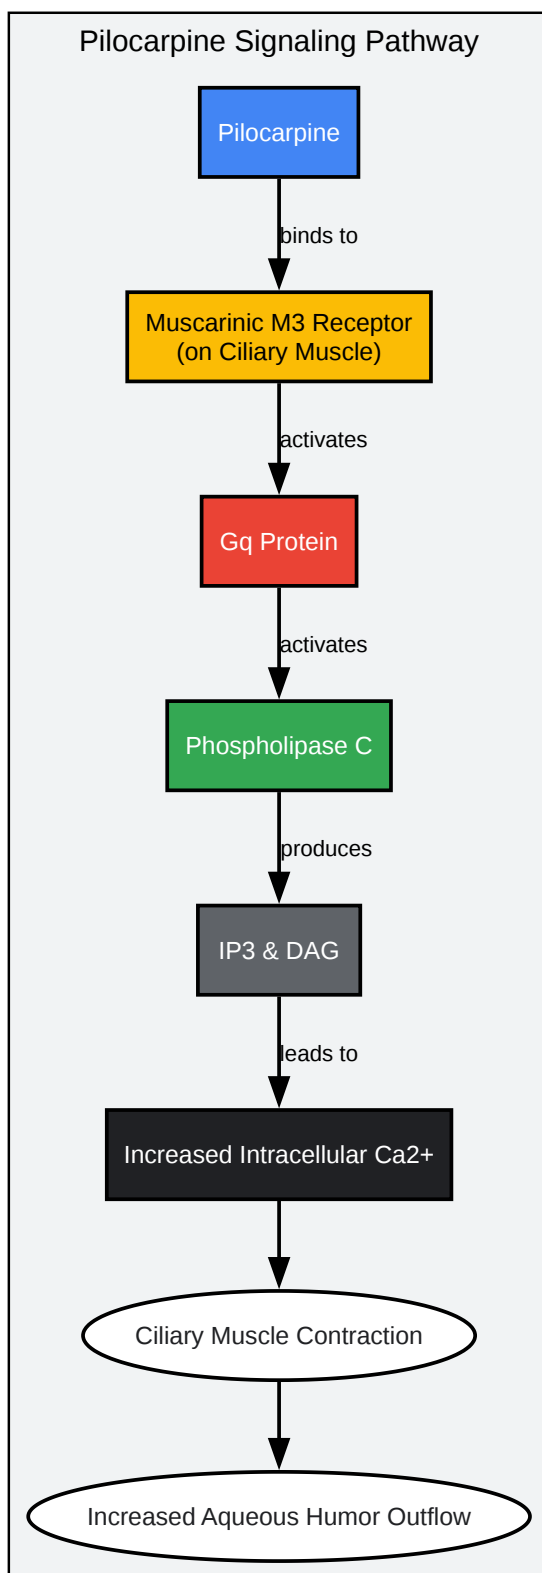 Pilocarpine Signaling Pathway
Pilocarpine
binds to
Muscarinic M3 Receptor
(on Ciliary Muscle)
activates
Gq Protein
activates
Phospholipase C
produces
IP3 & DAG
leads to
Increased Intracellular Ca2+
Ciliary Muscle Contraction
Increased Aqueous Humor Outflow